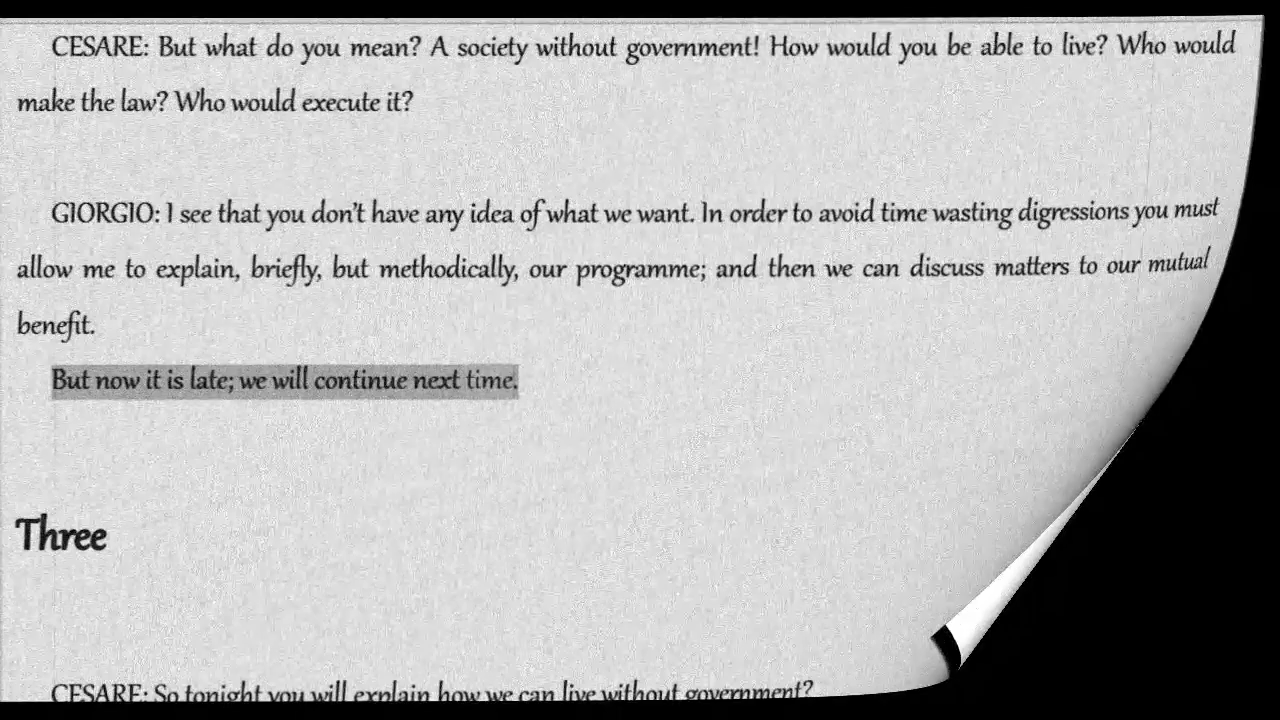 CESARE: But what do you mean? A society without government! How would you be able to live? Who would
make the law? Who would execute it?
GIORGIO: I see that you don't have any idea of what we want. In order to avoid time wasting digressions you must
allow me to explain, briefly, but methodically, our programme; and then we can discuss matters to our mutual
benefit.
But now it is late; we will continue next time.
Three
CESARE: So tonight you will explain how we can live without government?